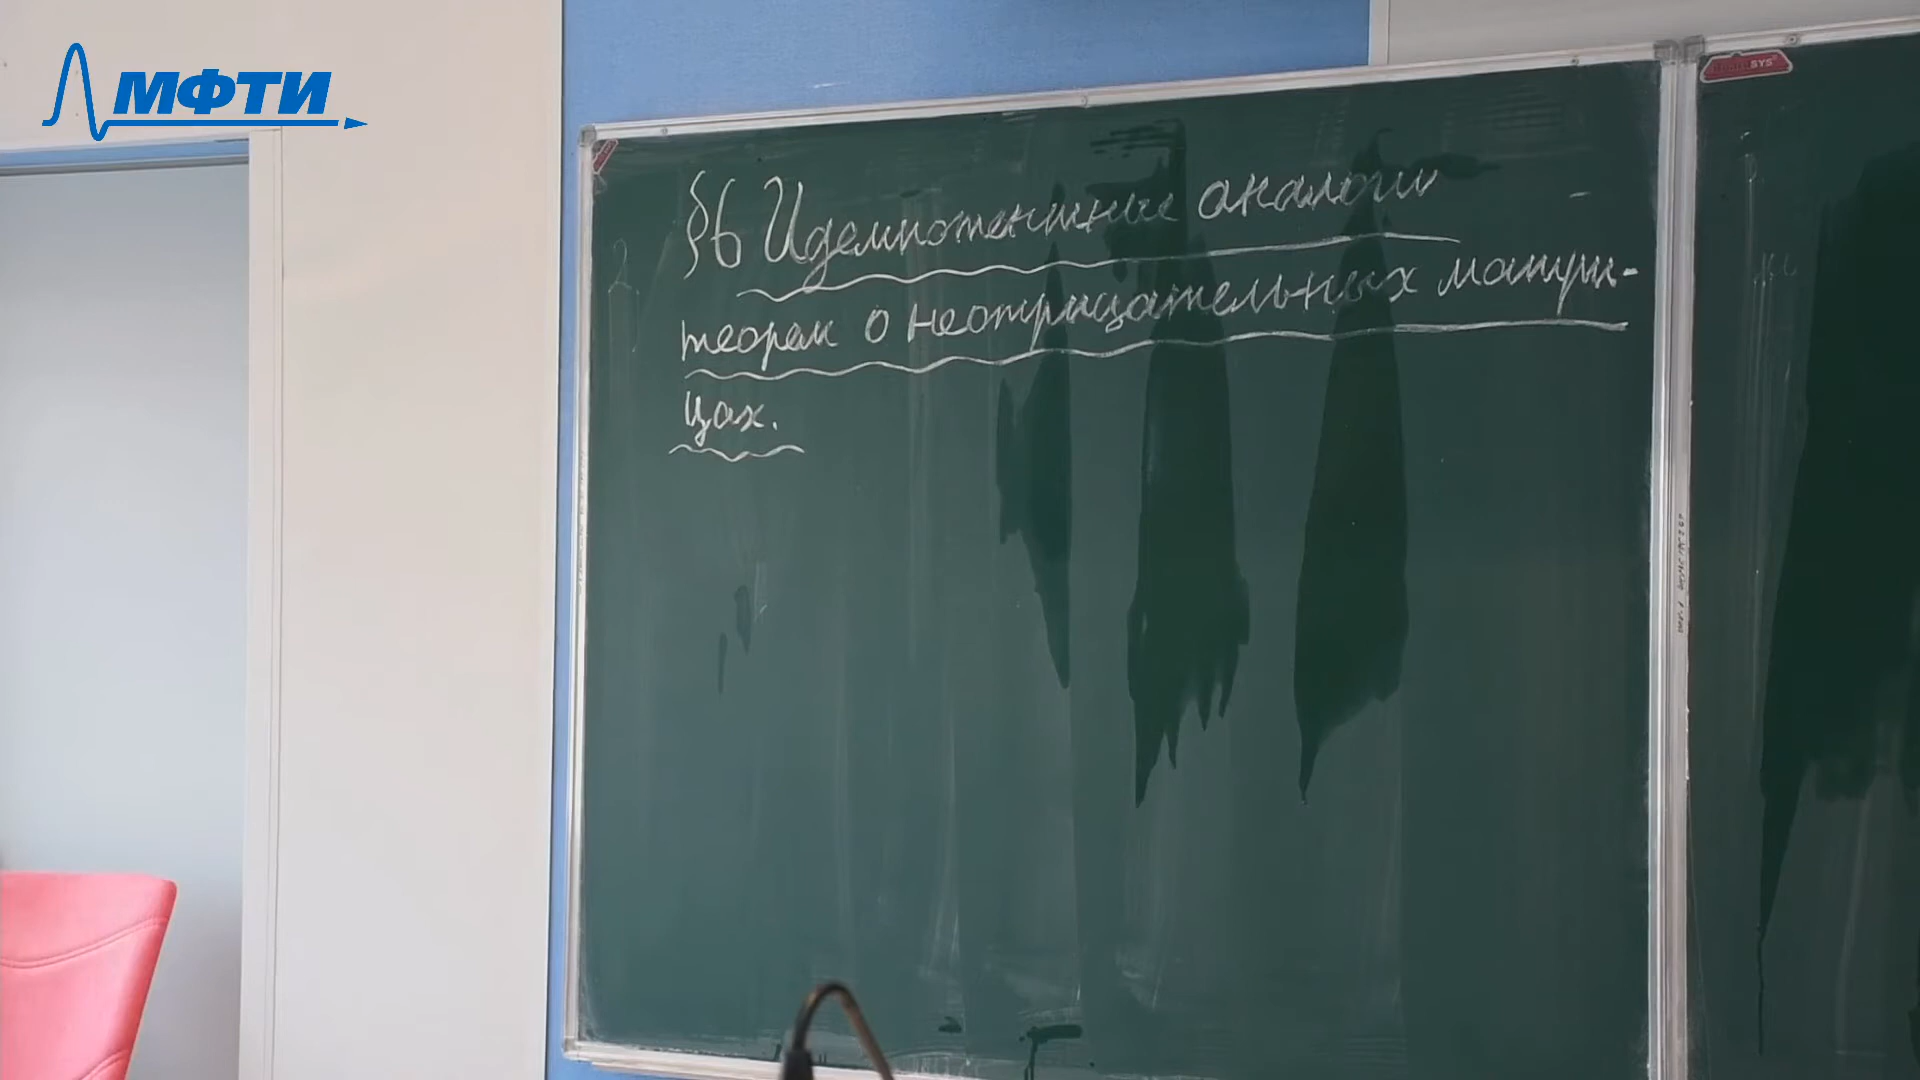 МФТИ
§6 Идемпотентные аналоги
теорем о неотрицательных матри-
цах.